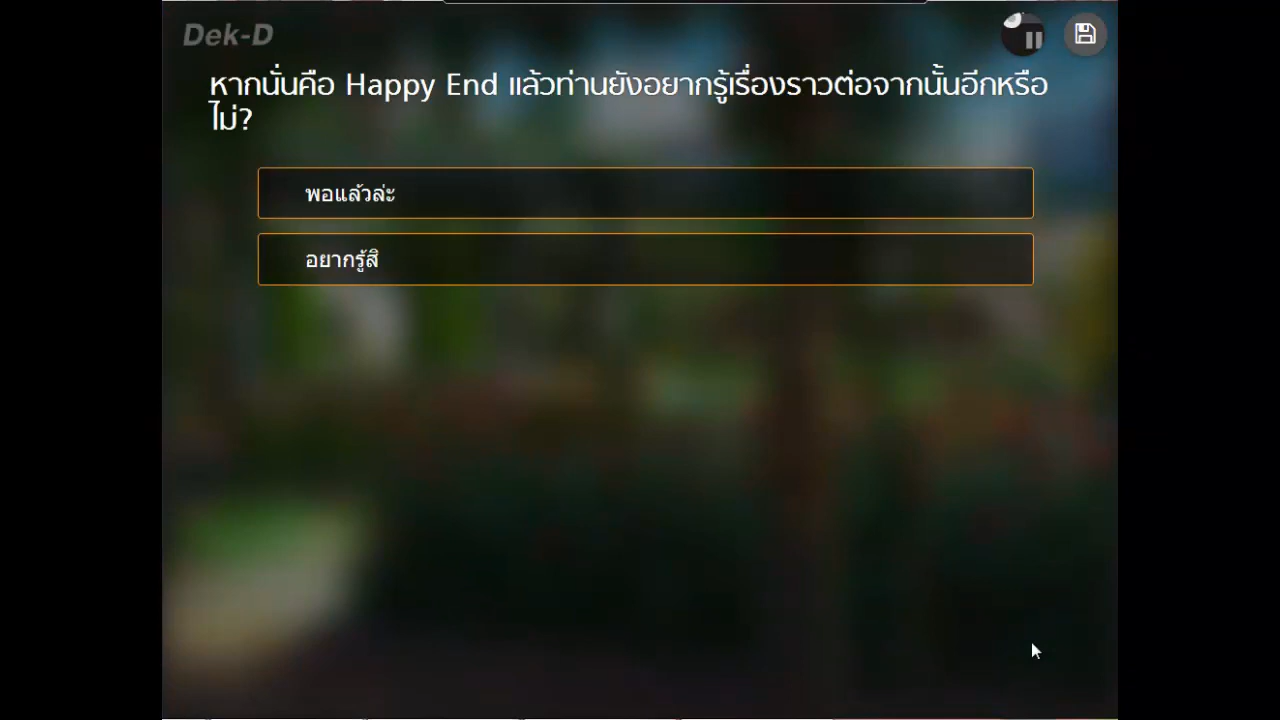 Dek-D
หากนั่นคือ Happy End แล้วท่านยังอยากรู้เรื่องราวต่อจากนั้นอีกหรือ
ไม่?
พอแล้วล่ะ
อยากรู้สิ